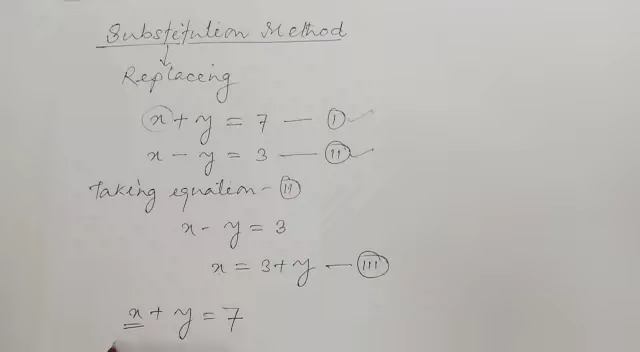 Substitution Method
Replacing
x + y = 7 — I
x - y = 3 — II
Taking equation - II
x - y = 3
x = 3 + y — III
x + y = 7